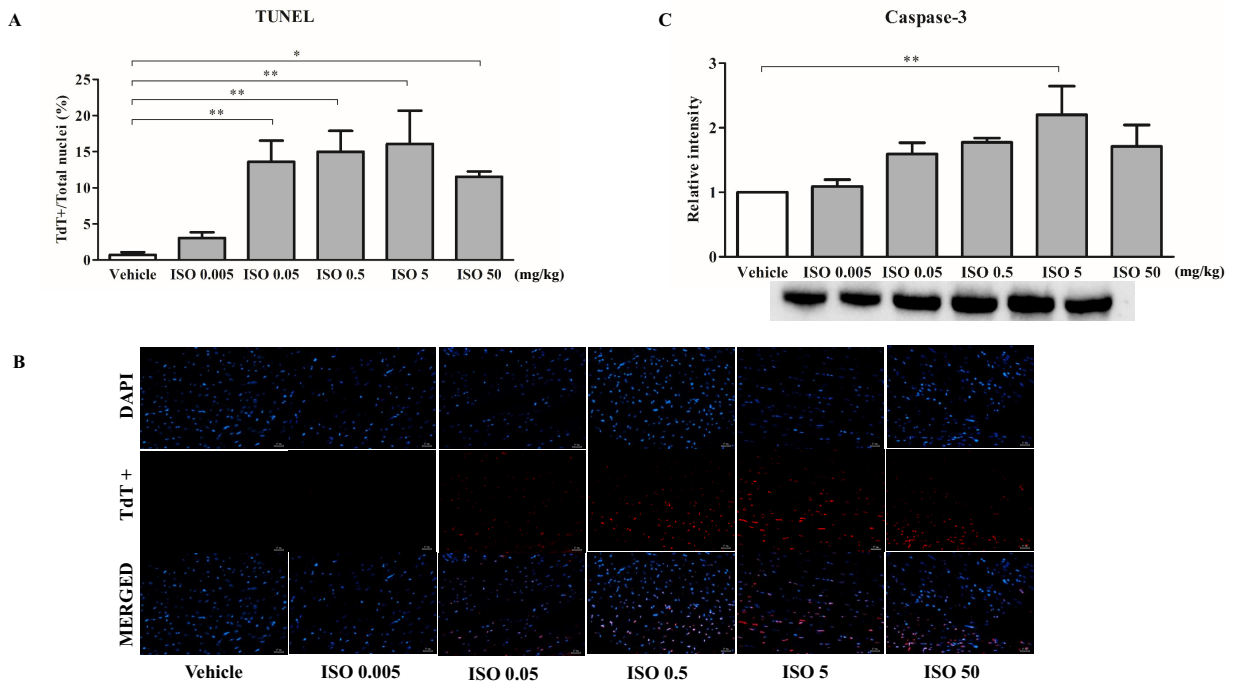 A
TUNEL
*
**
**
**
25
20
15
10
5
0
TdT+/Total nuclei (%)
Vehicle ISO 0.005 ISO 0.05 ISO 0.5 ISO 5 ISO 50 (mg/kg)
C
Caspase-3
**
3
2
1
0
Relative intensity
Vehicle ISO 0.005 ISO 0.05 ISO 0.5 ISO 5 ISO 50 (mg/kg)
B
DAPI
TdT +
MERGED
Vehicle ISO 0.005 ISO 0.05 ISO 0.5 ISO 5 ISO 50